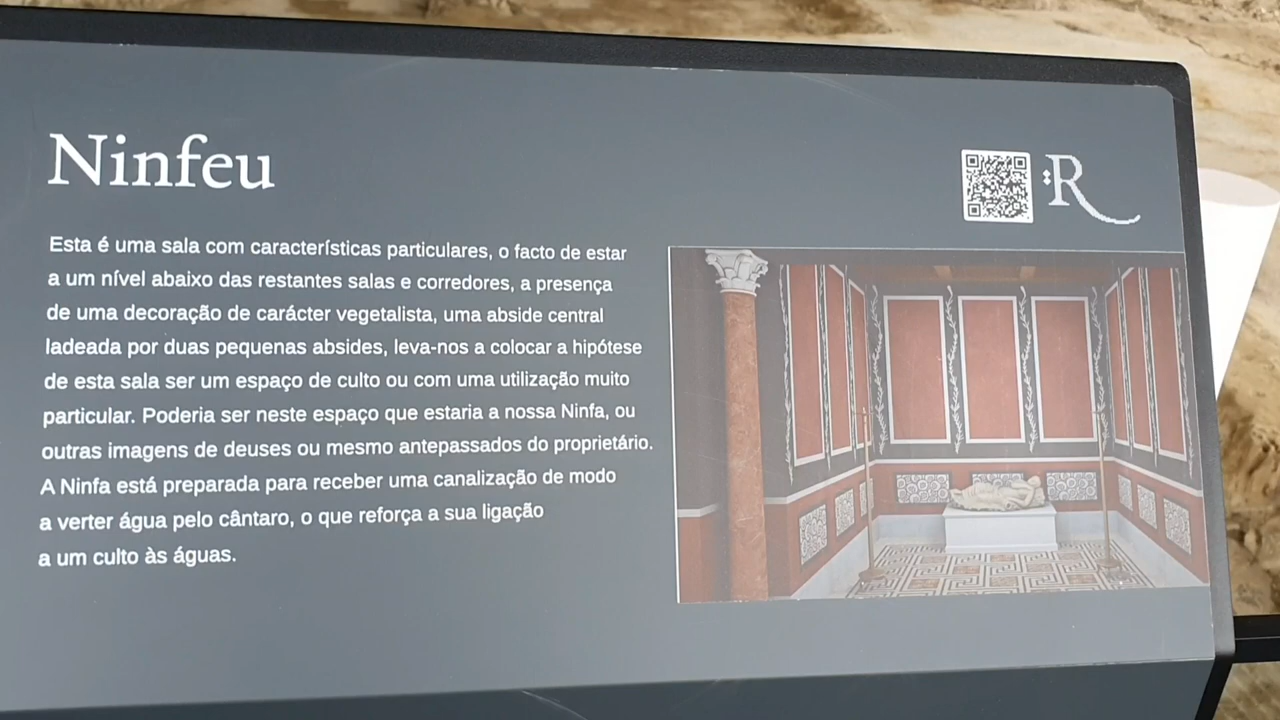 Ninfeu
R
Esta é uma sala com características particulares, o facto de estar
a um nível abaixo das restantes salas e corredores, a presença
de uma decoração de carácter vegetalista, uma abside central
ladeada por duas pequenas absides, leva-nos a colocar a hipótese
de esta sala ser um espaço de culto ou com uma utilização muito
particular. Poderia ser neste espaço que estaria a nossa Ninfa, ou
outras imagens de deuses ou mesmo antepassados do proprietário.
A Ninfa está preparada para receber uma canalização de modo
a verter água pelo cântaro, o que reforça a sua ligação
a um culto às águas.